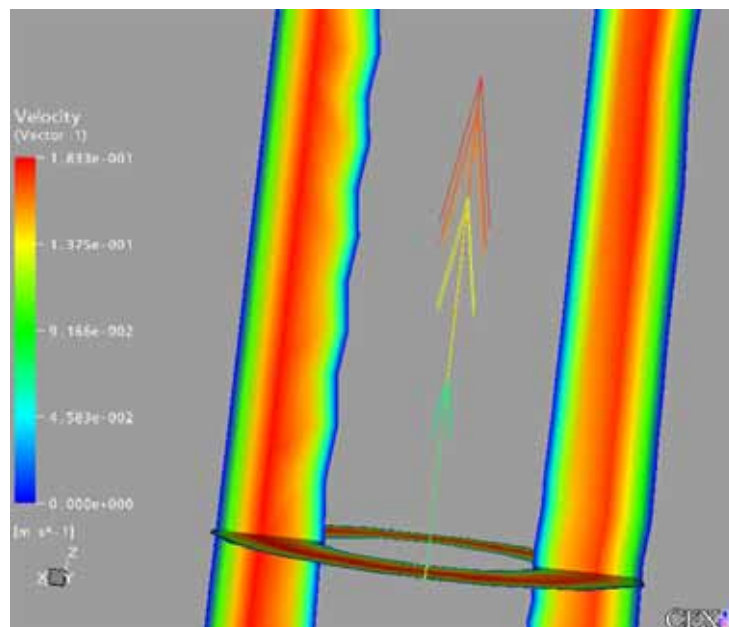 Velocity
(Vector 1)
1.833e-001
1.375e-001
9.166e-002
4.583e-002
0.000e+000
[m s^-1]
Z
X Y
CFX